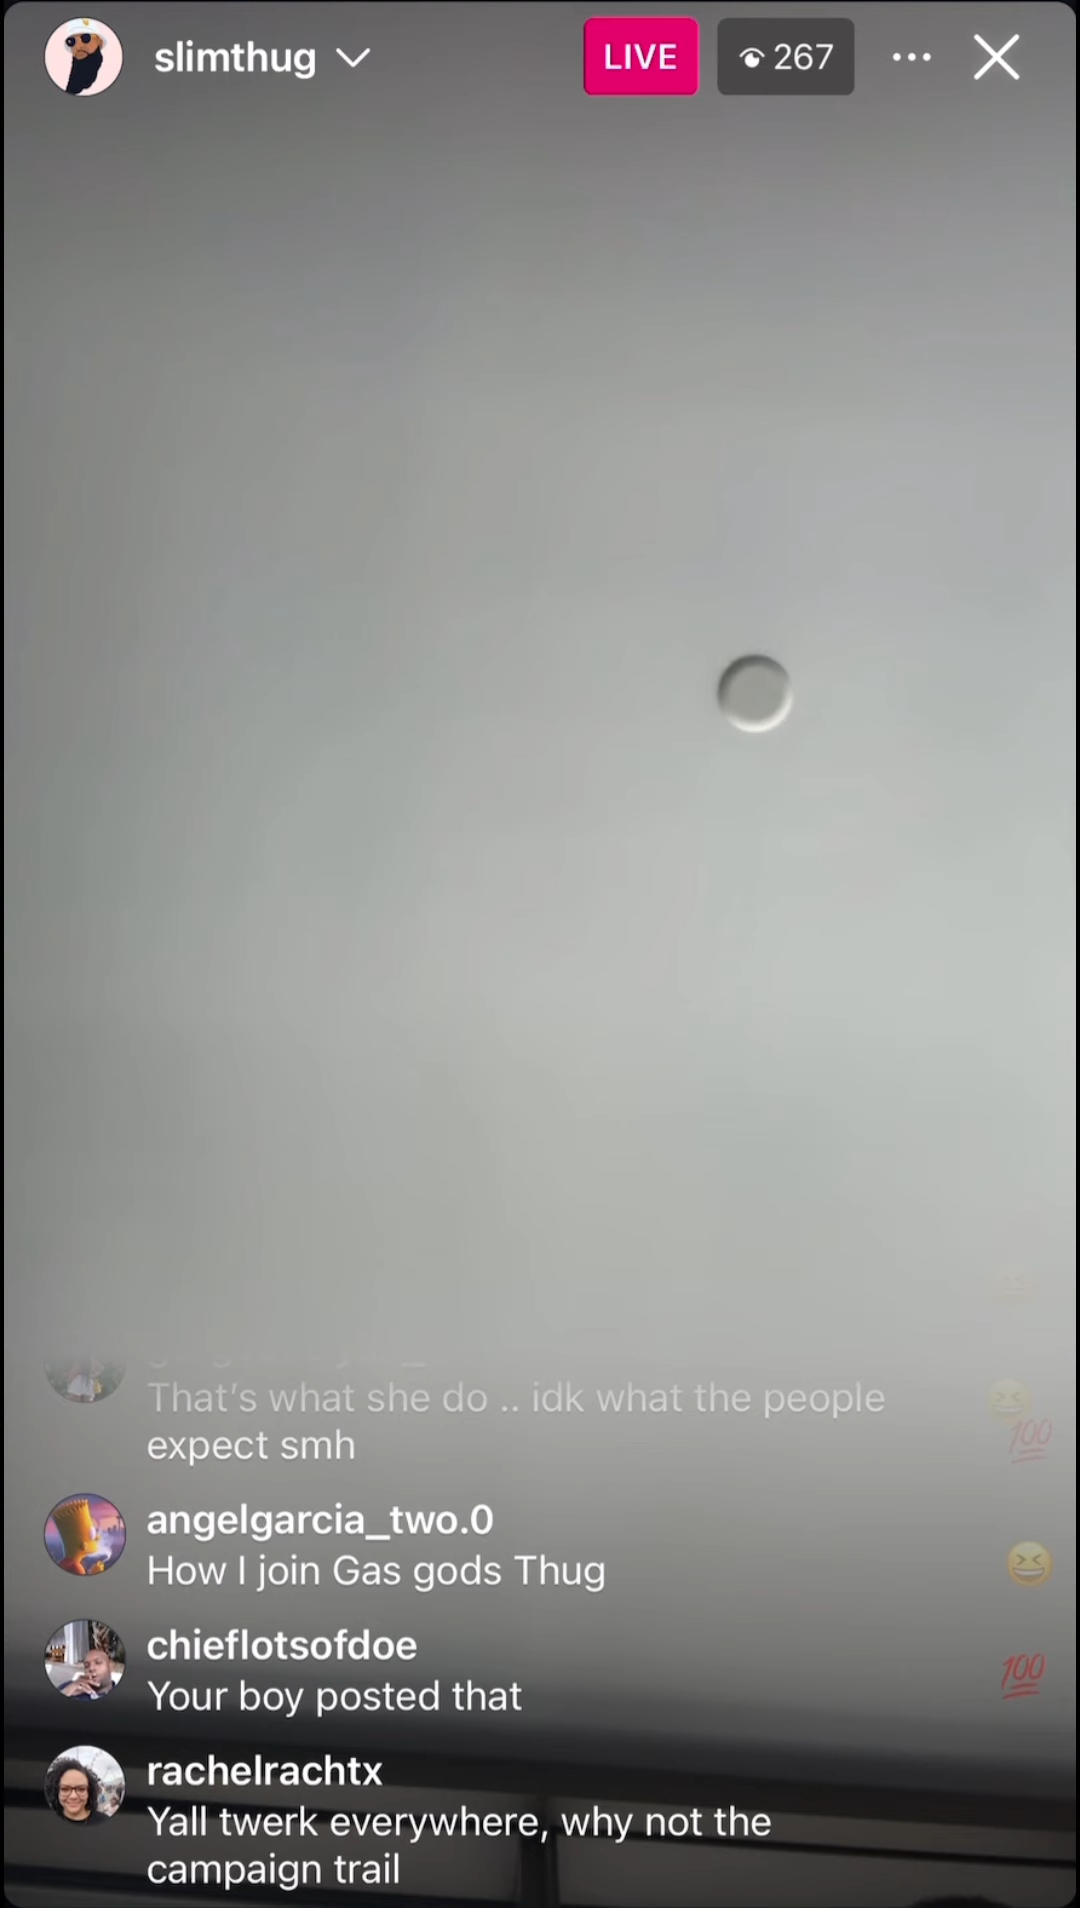 slimthug
LIVE
267
That's what she do .. idk what the people
expect smh
angelgarcia_two.0
How I join Gas gods Thug
chieflotsofdoe
Your boy posted that
rachelrachtx
Yall twerk everywhere, why not the
campaign trail